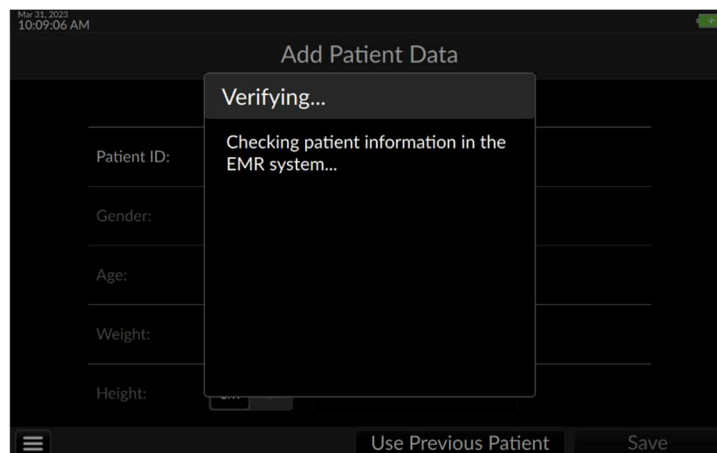 Mar 31, 2023
10:09:06 AM
Add Patient Data
Verifying...
Checking patient information in the
EMR system...
Patient ID:
Gender:
Age:
Weight:
Height:
Use Previous Patient
Save